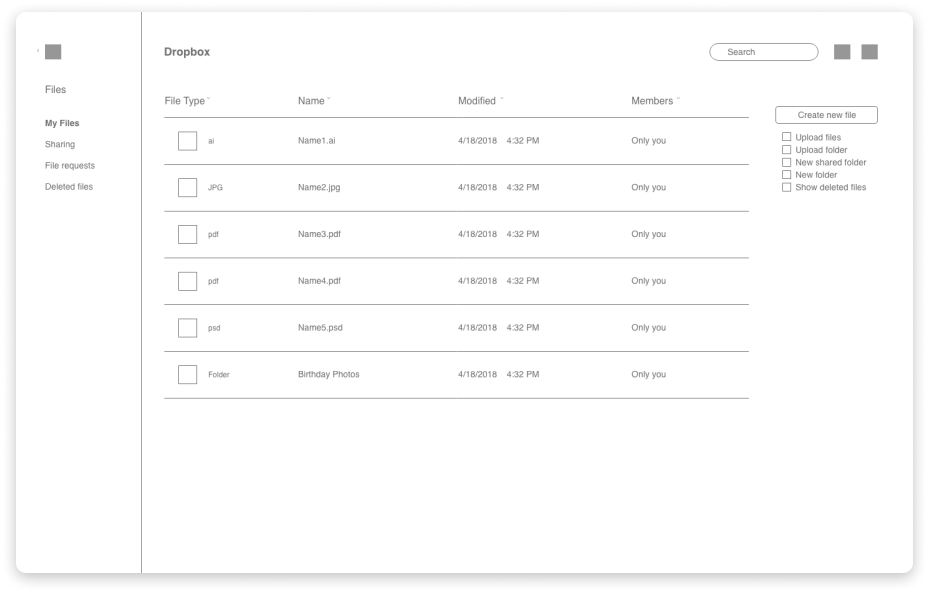 Dropbox
Search
Files
My Files
Sharing
File requests
Deleted files
File Type Name Modified Members
ai Name1.ai 4/18/2018 4:32 PM Only you
JPG Name2.jpg 4/18/2018 4:32 PM Only you
pdf Name3.pdf 4/18/2018 4:32 PM Only you
pdf Name4.pdf 4/18/2018 4:32 PM Only you
psd Name5.psd 4/18/2018 4:32 PM Only you
Folder Birthday Photos 4/18/2018 4:32 PM Only you
Create new file
Upload files
Upload folder
New shared folder
New folder
Show deleted files